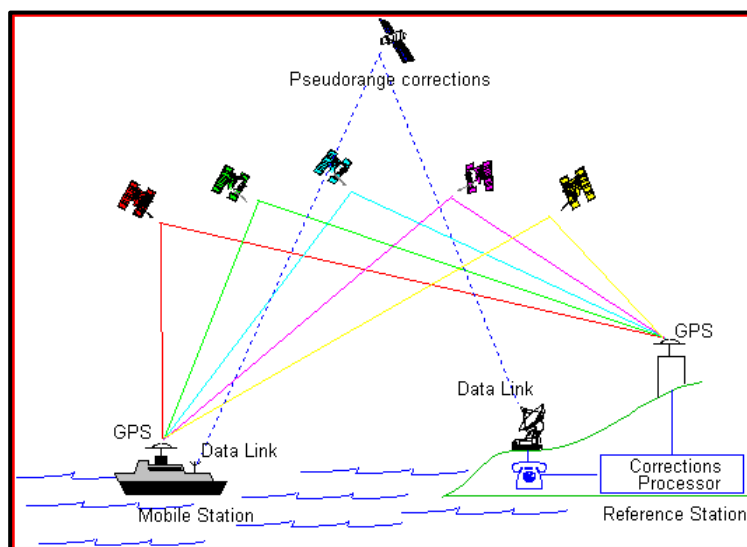 Pseudorange corrections
GPS
Data Link
GPS
Data Link
Corrections
Processor
Mobile Station
Reference Station